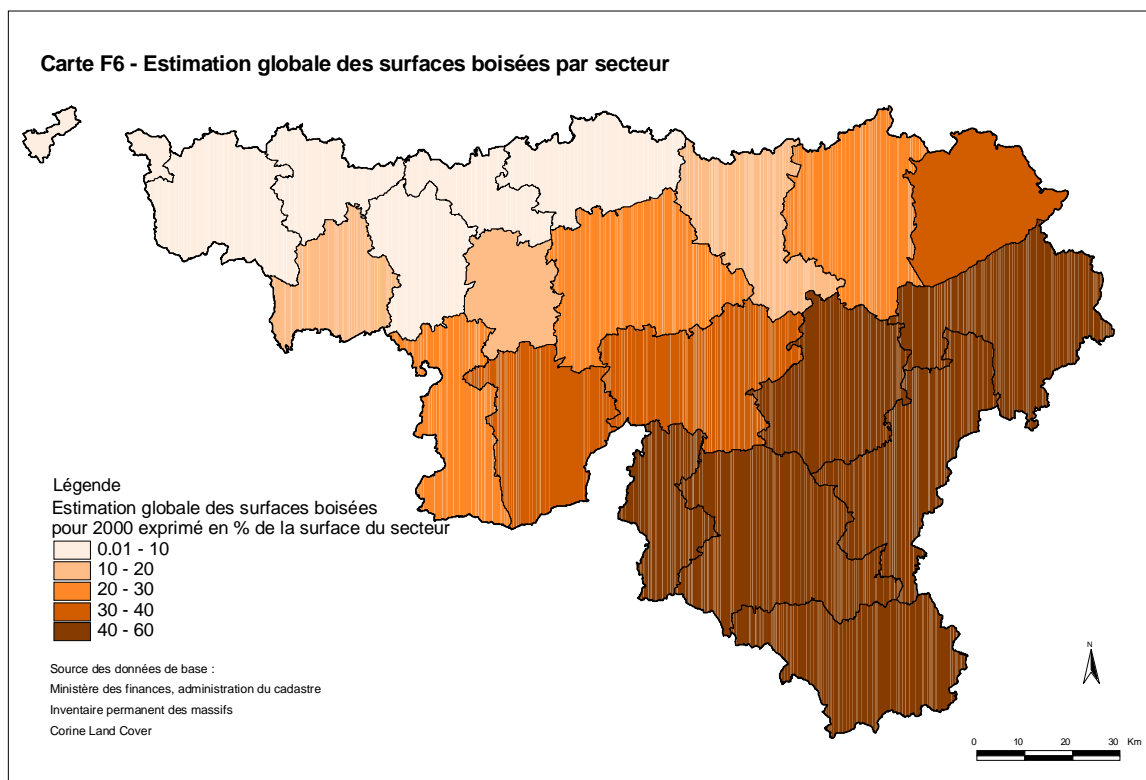 Carte F6 - Estimation globale des surfaces boisées par secteur
Légende
Estimation globale des surfaces boisées
pour 2000 exprimé en % de la surface du secteur
0.01 - 10
10 - 20
20 - 30
30 - 40
40 - 60
Source des données de base :
Ministère des finances, administration du cadastre
Inventaire permanent des massifs
Corine Land Cover
N
0 10 20 30 Km